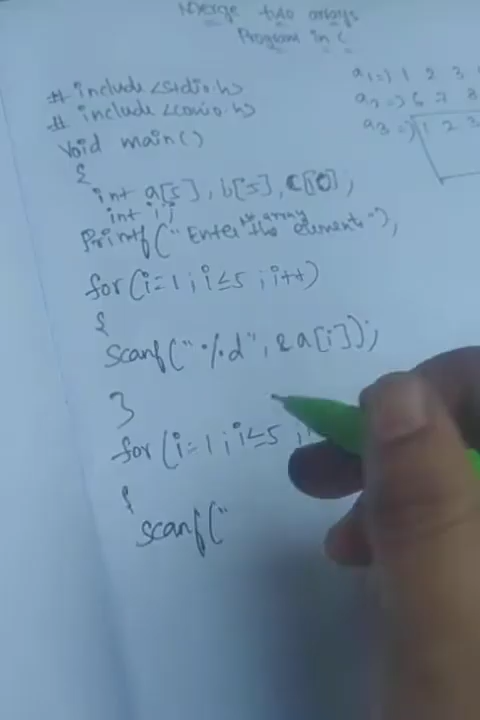 Merge two arrays
Program in C
a1=) 1 2 3
a2=) 6 7 8
a3=) 1 2 3
# include <stdio.h>
# include <conio.h>
Void main()
{
int a[5], b[5], c[10];
int i;
Printf("Enter the array element");
for(i=1; i≤5; i++)
{
scanf("%d", &a[i]);
}
for(i=1; i≤5; i
{
scanf("